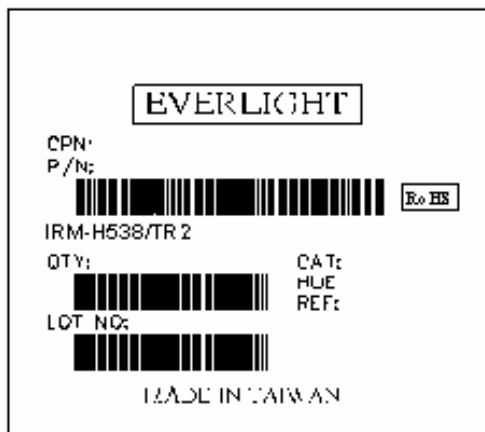 EVERLIGHT
CPN:
P/N:
RoHS
IRM-H538/TR2
QTY: CAT:
HUE
REF:
LOT NO:
MADE IN TAIWAN